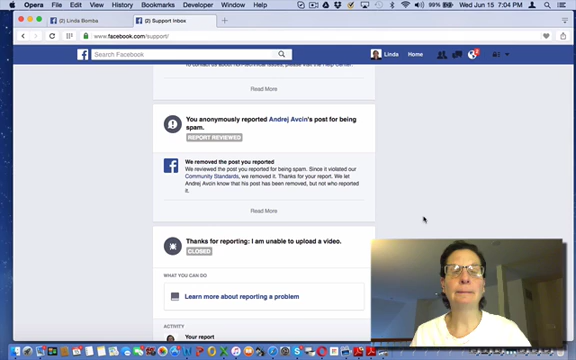 Opera File Edit View History Bookmarks Developer Window Help 99% Wed Jun 15 7:04 PM
(2) Linda Bomba (2) Support Inbox
www.facebook.com/support/
Search Facebook Linda Home 2
Read More
You anonymously reported Andrej Avcin's post for being
spam.
REPORT REVIEWED
We removed the post you reported
We reviewed the post you reported for being spam. Since it violated our
Community Standards, we removed it. Thanks for your report. We let
Andrej Avcin know that his post has been removed, but not who reported
it.
Read More
Thanks for reporting: I am unable to upload a video.
CLOSED
WHAT YOU CAN DO
Learn more about reporting a problem
ACTIVITY
Your report